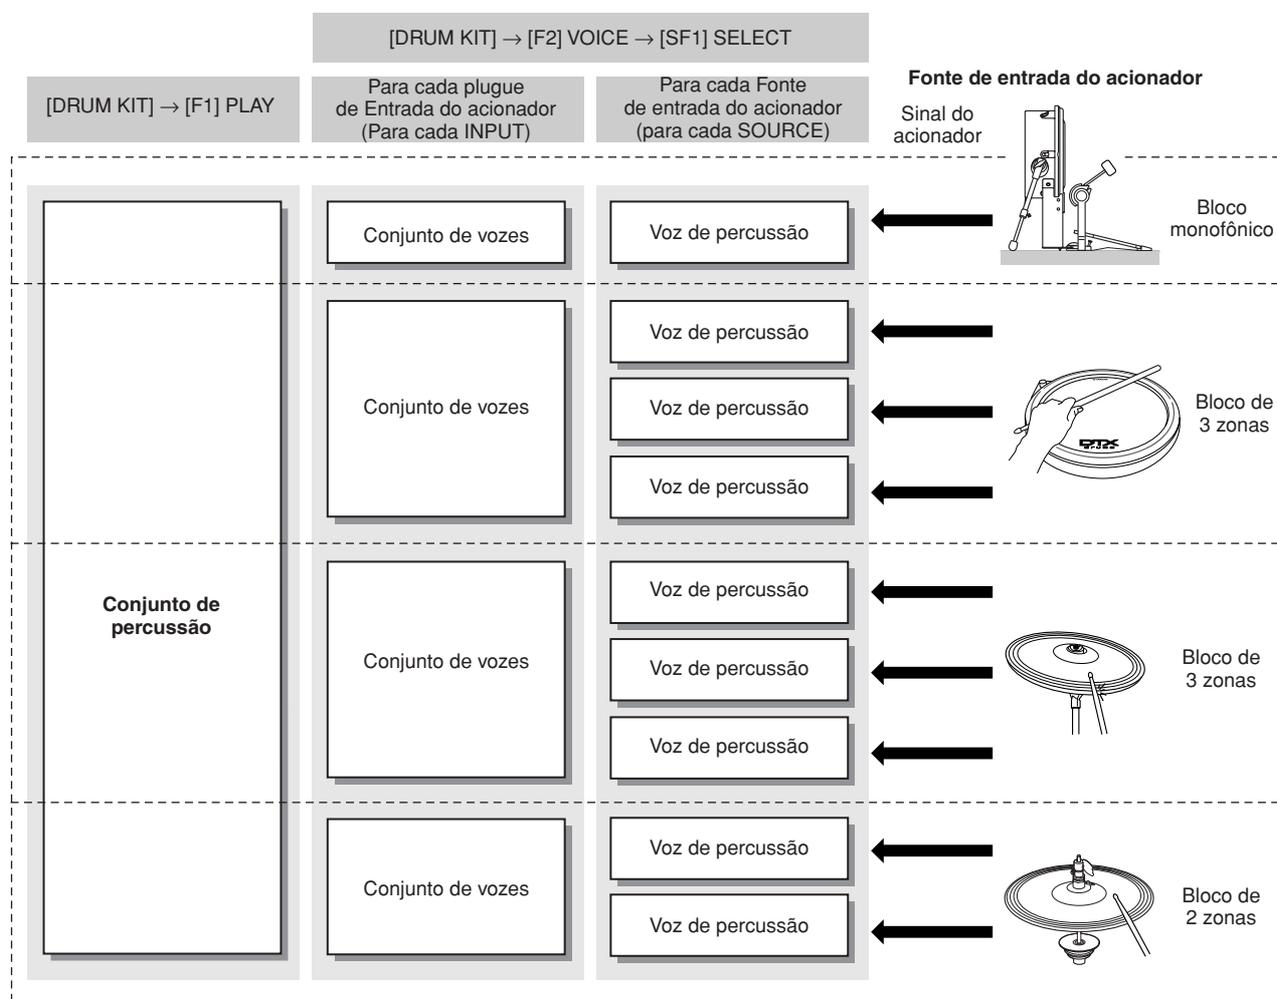 [DRUM KIT] → [F2] VOICE → [SF1] SELECT
[DRUM KIT] → [F1] PLAY
Para cada plugue
de Entrada do acionador
(Para cada INPUT)
Para cada Fonte
de entrada do acionador
(para cada SOURCE)
Fonte de entrada do acionador
Sinal do
acionador
Conjunto de vozes
Voz de percussão
Bloco
monofônico
Conjunto de vozes
Voz de percussão
Voz de percussão
Voz de percussão
DTX
Bloco de
3 zonas
Conjunto de
percussão
Conjunto de vozes
Voz de percussão
Voz de percussão
Voz de percussão
Bloco de
3 zonas
Conjunto de vozes
Voz de percussão
Voz de percussão
Bloco de
2 zonas